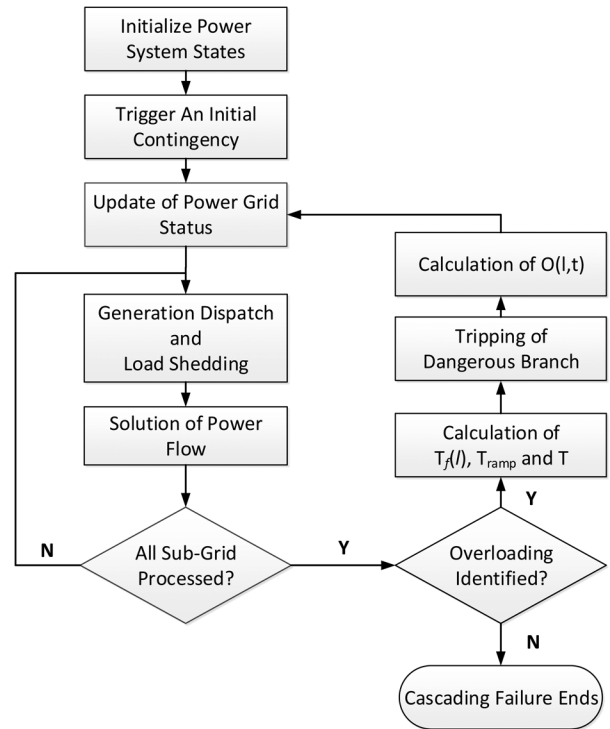 Initialize Power
System States
Trigger An Initial
Contingency
Update of Power Grid
Status
Generation Dispatch
and
Load Shedding
Solution of Power
Flow
All Sub-Grid
Processed?
N
Y
Overloading
Identified?
Y
N
Calculation of
Tf(l), Tramp and T
Tripping of
Dangerous Branch
Calculation of O(l,t)
Cascading Failure Ends